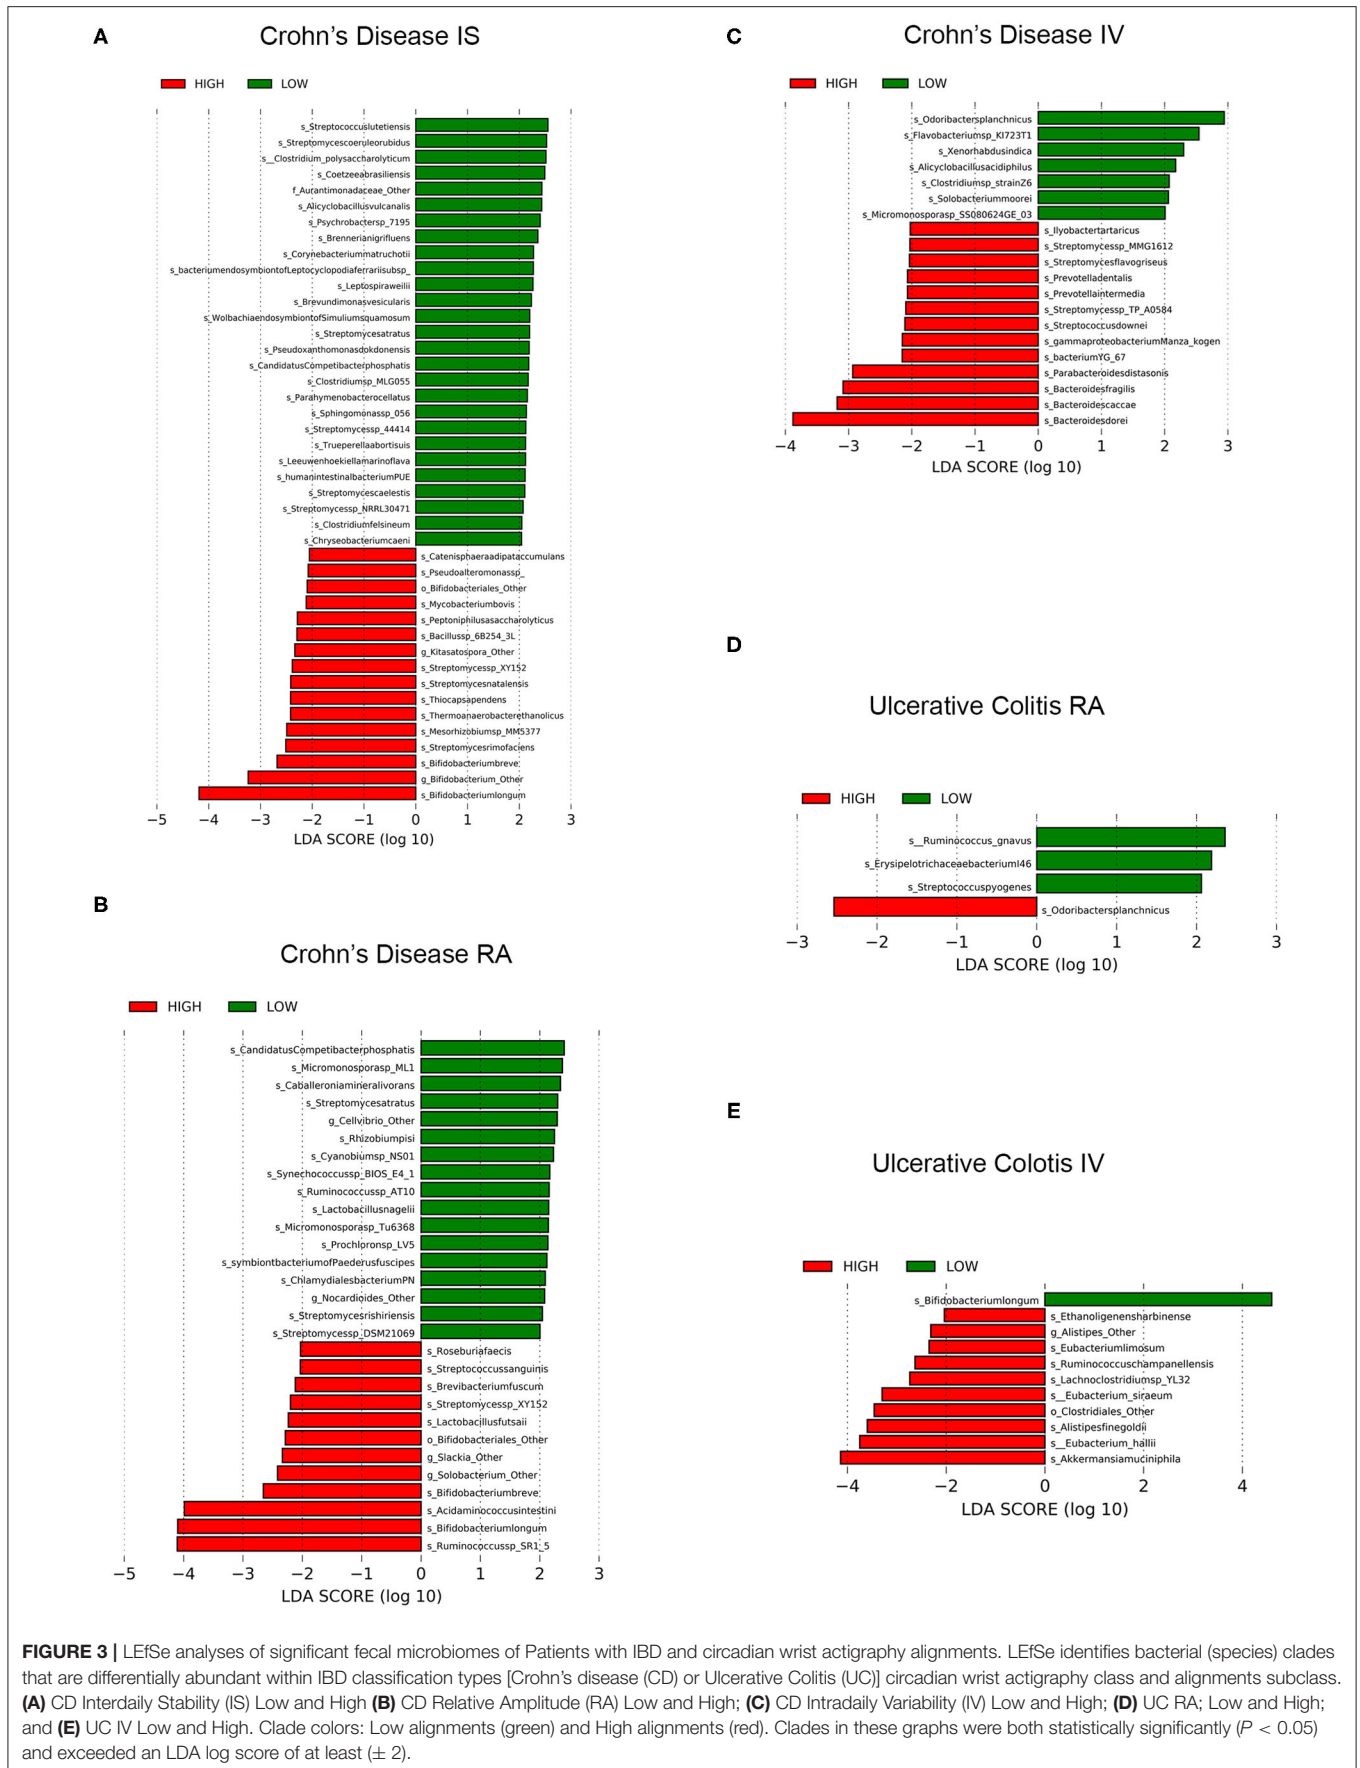 A
Crohn's Disease IS
HIGH
LOW
s_Streptococcuslutetiensis
s_Streptomycescoeruleorubidus
s__Clostridium_polysaccharolyticum
s_Coetzeeabrasiliensis
f_Aurantimonadaceae_Other
s_Alicyclobacillusvulcanalis
s_Psychrobactersp_7195
s_Brennerianigrifluens
s_Corynebacteriummatruchotii
s_bacteriumendosymbiontofLeptocyclopodiaferrariisubsp_
s_Leptospiraweilii
s_Brevundimonasvesicularis
s_WolbachiaendosymbiontofSimuliumsquamosum
s_Streptomycesatratus
s_Pseudoxanthomonasdokdonensis
s_CandidatusCompetibacterphosphatis
s_Clostridiumsp_MLG055
s_Parahymenobacterocellatus
s_Sphingomonassp_056
s_Streptomycessp_44414
s_Trueperellaabortisuis
s_Leeuwenhoekiellamarinoflava
s_humanintestinalbacteriumPUE
s_Streptomycescaelestis
s_Streptomycessp_NRRL30471
s_Clostridiumfelsineum
s_Chryseobacteriumcaeni
s_Catenisphaeraadipataccumulans
s_Pseudoalteromonassp_
o_Bifidobacteriales_Other
s_Mycobacteriumbovis
s_Peptoniphilusasaccharolyticus
s_Bacillussp_6B254_3L
g_Kitasatospora_Other
s_Streptomycessp_XY152
s_Streptomycesnatalensis
s_Thiocapsapendens
s_Thermoanaerobacterethanolicus
s_Mesorhizobiumsp_MM5377
s_Streptomycesrimofaciens
s_Bifidobacteriumbreve
g_Bifidobacterium_Other
s_Bifidobacteriumlongum
−5 −4 −3 −2 −1 0 1 2 3
LDA SCORE (log 10)
B
Crohn's Disease RA
HIGH
LOW
s_CandidatusCompetibacterphosphatis
s_Micromonosporasp_ML1
s_Caballeroniamineralivorans
s_Streptomycesatratus
g_Cellvibrio_Other
s_Rhizobiumpisi
s_Cyanobiumsp_NS01
s_Synechococcussp_BIOS_E4_1
s_Ruminococcussp_AT10
s_Lactobacillusnagelii
s_Micromonosporasp_Tu6368
s_Prochloronsp_LV5
s_symbiontbacteriumofPaederusfuscipes
s_ChlamydialesbacteriumPN
g_Nocardioides_Other
s_Streptomycesrishiriensis
s_Streptomycessp_DSM21069
s_Roseburiafaecis
s_Streptococcussanguinis
s_Brevibacteriumfuscum
s_Streptomycessp_XY152
s_Lactobacillusfutsaii
o_Bifidobacteriales_Other
g_Slackia_Other
g_Solobacterium_Other
s_Bifidobacteriumbreve
s_Acidaminococcusintestini
s_Bifidobacteriumlongum
s_Ruminococcussp_SR1_5
−5 −4 −3 −2 −1 0 1 2 3
LDA SCORE (log 10)
C
Crohn's Disease IV
HIGH
LOW
s_Odoribactersplanchnicus
s_Flavobacteriumsp_KI723T1
s_Xenorhabdusindica
s_Alicyclobacillusacidiphilus
s_Clostridiumsp_strainZ6
s_Solobacteriummoorei
s_Micromonosporasp_SS080624GE_03
s_Ilyobactertartaricus
s_Streptomycessp_MMG1612
s_Streptomycesflavogriseus
s_Prevotelladentalis
s_Prevotellaintermedia
s_Streptomycessp_TP_A0584
s_Streptococcusdownei
s_gammaproteobacteriumManza_kogen
s_bacteriumYG_67
s_Parabacteroidesdistasonis
s_Bacteroidesfragilis
s_Bacteroidescaccae
s_Bacteroidesdorei
−4 −3 −2 −1 0 1 2 3
LDA SCORE (log 10)
D
Ulcerative Colitis RA
HIGH
LOW
s__Ruminococcus_gnavus
s_ErysipelotrichaceaebacteriumI46
s_Streptococcuspyogenes
s_Odoribactersplanchnicus
−3 −2 −1 0 1 2 3
LDA SCORE (log 10)
E
Ulcerative Colotis IV
HIGH
LOW
s_Bifidobacteriumlongum
s_Ethanoligenensharbinense
g_Alistipes_Other
s_Eubacteriumlimosum
s_Ruminococcuschampanellensis
s_Lachnoclostridiumsp_YL32
s__Eubacterium_siraeum
o_Clostridiales_Other
s_Alistipesfinegoldii
s__Eubacterium_hallii
s_Akkermansiamuciniphila
−4 −2 0 2 4
LDA SCORE (log 10)
FIGURE 3 | LEfSe analyses of significant fecal microbiomes of Patients with IBD and circadian wrist actigraphy alignments. LEfSe identifies bacterial (species) clades
that are differentially abundant within IBD classification types [Crohn's disease (CD) or Ulcerative Colitis (UC)] circadian wrist actigraphy class and alignments subclass.
(A) CD Interdaily Stability (IS) Low and High (B) CD Relative Amplitude (RA) Low and High; (C) CD Intradaily Variability (IV) Low and High; (D) UC RA; Low and High;
and (E) UC IV Low and High. Clade colors: Low alignments (green) and High alignments (red). Clades in these graphs were both statistically significantly (P < 0.05)
and exceeded an LDA log score of at least (± 2).